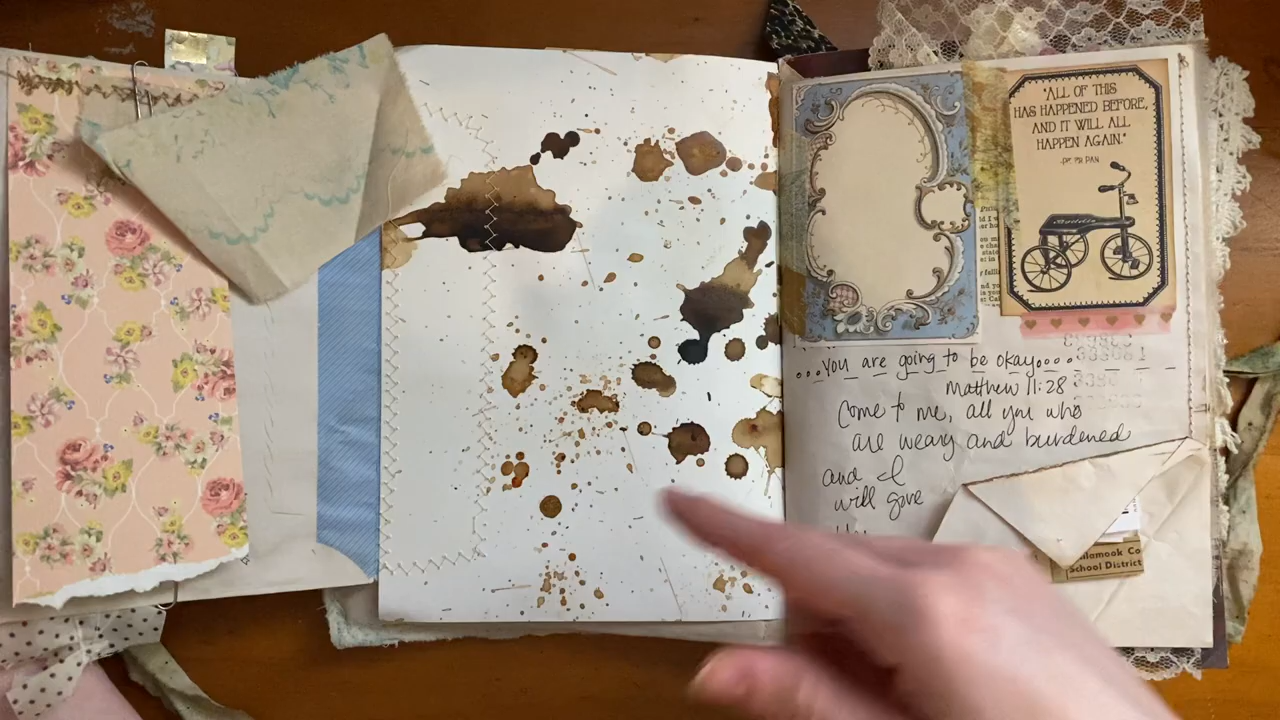 "ALL OF THIS
HAS HAPPENED BEFORE,
AND IT WILL ALL
HAPPEN AGAIN."
PAN
Buddie
...you are going to be okay....
Matthew 11:28
Come to me, all you who
are weary and burdened
and I
will give
School District